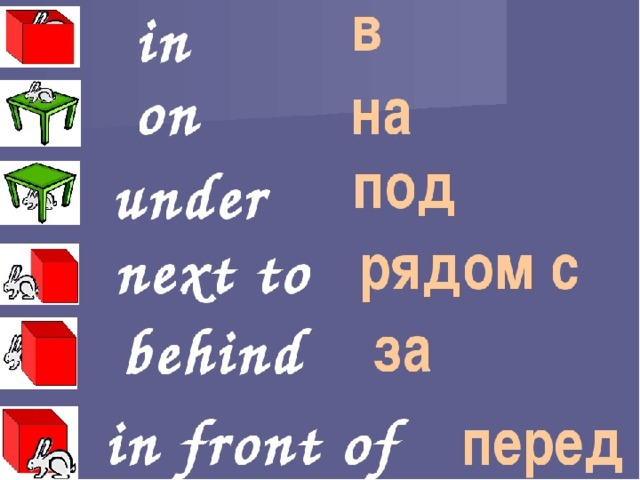 in в
on на
under под
next to рядом с
behind за
in front of перед